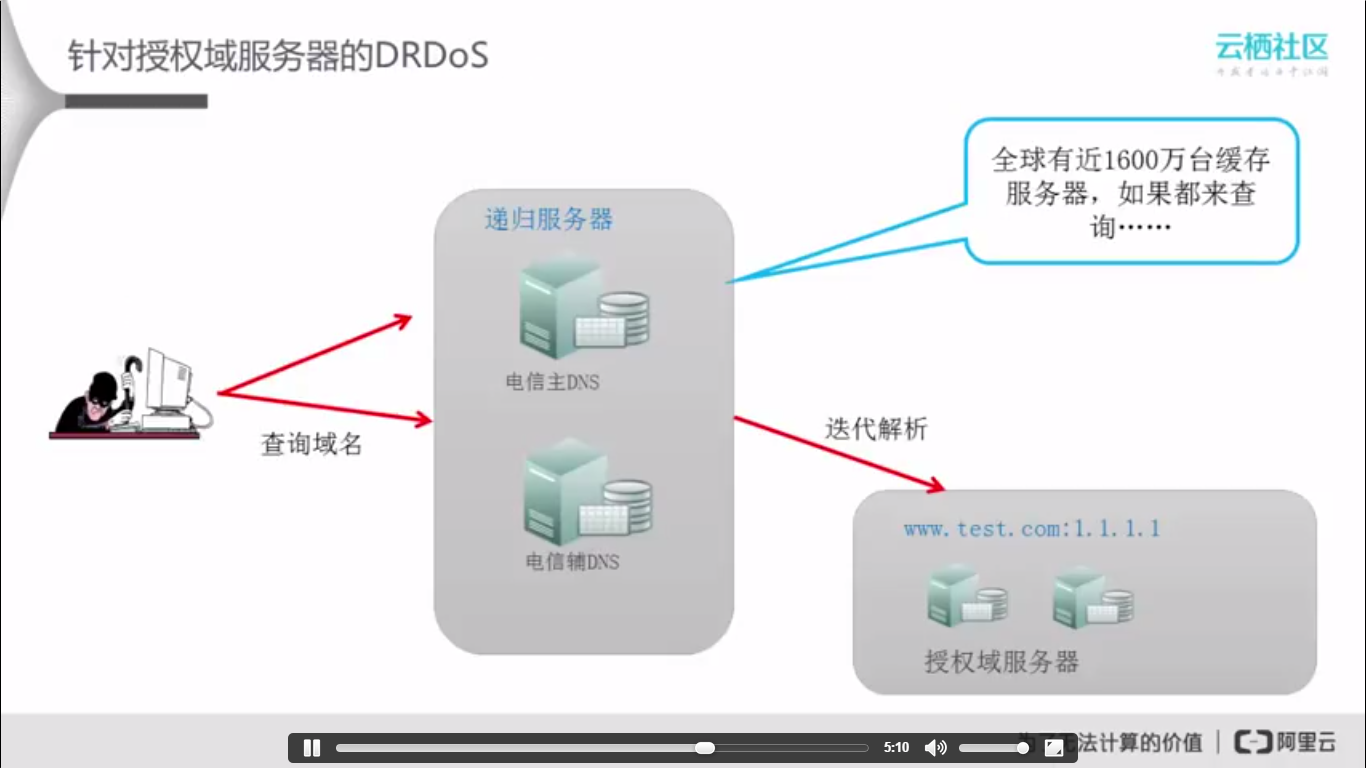 针对授权域服务器的DRDoS
云栖社区
全球有近1600万台缓存
服务器，如果都来查
询……
递归服务器
电信主DNS
查询域名
迭代解析
电信辅DNS
www.test.com:1.1.1.1
授权域服务器
5:10
为了无法计算的价值 | 阿里云